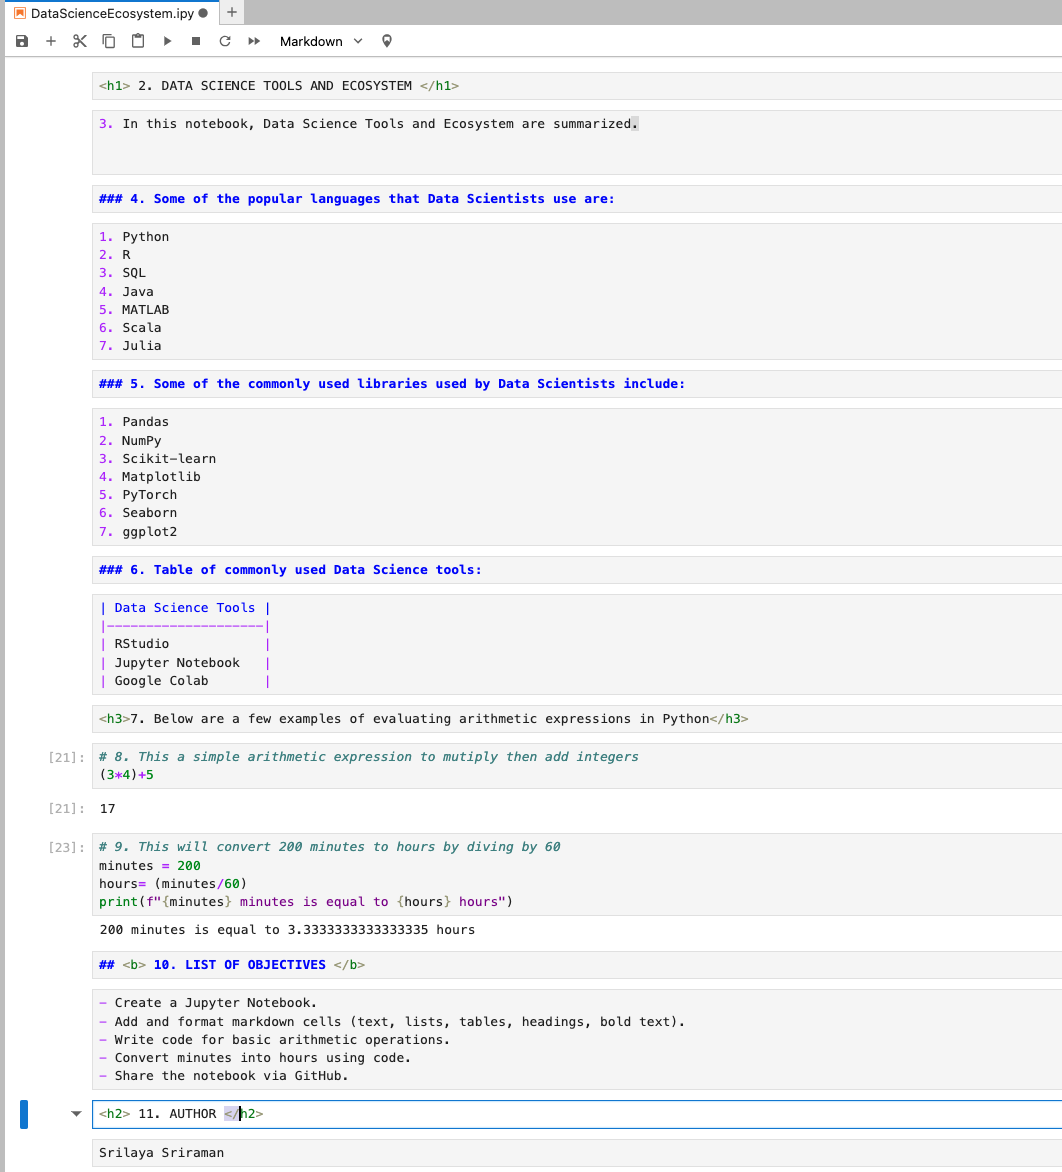 DataScienceEcosystem.ipy
Markdown
<h1> 2. DATA SCIENCE TOOLS AND ECOSYSTEM </h1>
3. In this notebook, Data Science Tools and Ecosystem are summarized.
### 4. Some of the popular languages that Data Scientists use are:
1. Python
2. R
3. SQL
4. Java
5. MATLAB
6. Scala
7. Julia
### 5. Some of the commonly used libraries used by Data Scientists include:
1. Pandas
2. NumPy
3. Scikit-learn
4. Matplotlib
5. PyTorch
6. Seaborn
7. ggplot2
### 6. Table of commonly used Data Science tools:
| Data Science Tools |
|--------------------|
| RStudio            |
| Jupyter Notebook   |
| Google Colab       |
<h3>7. Below are a few examples of evaluating arithmetic expressions in Python</h3>
[21]: # 8. This a simple arithmetic expression to mutiply then add integers
(3*4)+5
[21]: 17
[23]: # 9. This will convert 200 minutes to hours by diving by 60
minutes = 200
hours= (minutes/60)
print(f"{minutes} minutes is equal to {hours} hours")
200 minutes is equal to 3.3333333333333335 hours
## <b> 10. LIST OF OBJECTIVES </b>
- Create a Jupyter Notebook.
- Add and format markdown cells (text, lists, tables, headings, bold text).
- Write code for basic arithmetic operations.
- Convert minutes into hours using code.
- Share the notebook via GitHub.
<h2> 11. AUTHOR </h2>
Srilaya Sriraman